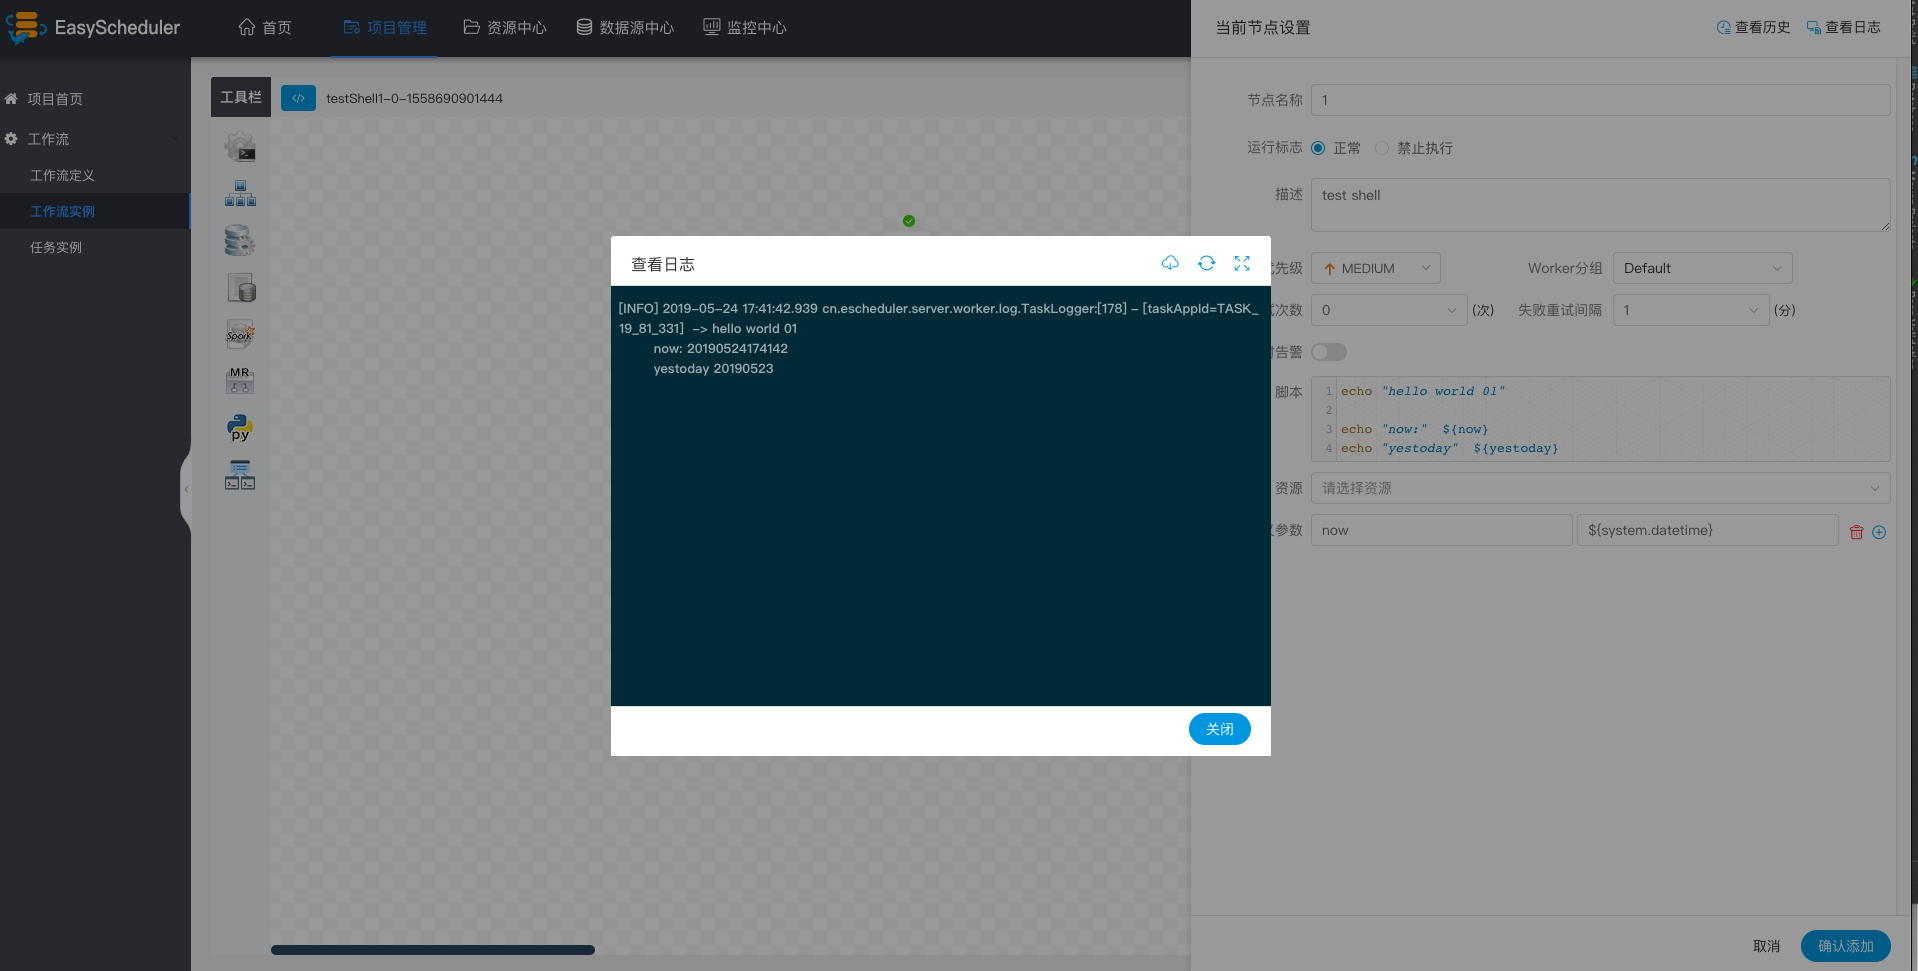 EasyScheduler
首页
项目管理
资源中心
数据源中心
监控中心
当前节点设置
查看历史
查看日志
项目首页
工作流
工作流定义
工作流实例
任务实例
工具栏
testShell1-0-1558690901444
Spark
MR
py
节点名称 1
运行标志 正常 禁止执行
描述 test shell
先级 MEDIUM Worker分组 Default
次数 0 (次) 失败重试间隔 1 (分)
告警
脚本
1 echo "hello world 01"
2
3 echo "now:" ${now}
4 echo "yestoday" ${yestoday}
资源 请选择资源
参数 now ${system.datetime}
取消 确认添加
查看日志
[INFO] 2019-05-24 17:41:42.939 cn.escheduler.server.worker.log.TaskLogger:[178] - [taskAppId=TASK_
19_81_331] -> hello world 01
now: 20190524174142
yestoday 20190523
关闭